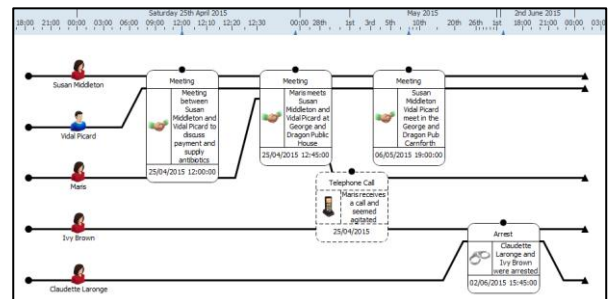 Saturday 25th April 2015 May 2015 2nd June 2015
18:00 21:00 00:00 03:00 06:00 09:00 12:00 12:10 12:20 12:30 00:00 28th 1st 3rd 5th 10th 20th 26th 1st 18:00 21:00 00:00 03:0
Susan Middleton
Vidal Picard
Maris
Ivy Brown
Claudette Laronge
Meeting
Meeting
between
Susan
Middleton and
Vidal Picard to
discuss
payment and
supply
antibiotics
25/04/2015 12:00:00
Meeting
Maris meets
Susan
Middleton and
Vidal Picard at
George and
Dragon Public
House
25/04/2015 12:45:00
Meeting
Susan
Middleton
Vidal Picard
meet in the
George and
Dragon Pub
Carnforth
06/05/2015 19:00:00
Telephone Call
Maris receives
a call and
seemed
agitated
25/04/2015
Arrest
Claudette
Laronge and
Ivy Brown
were arrested
02/06/2015 15:45:00